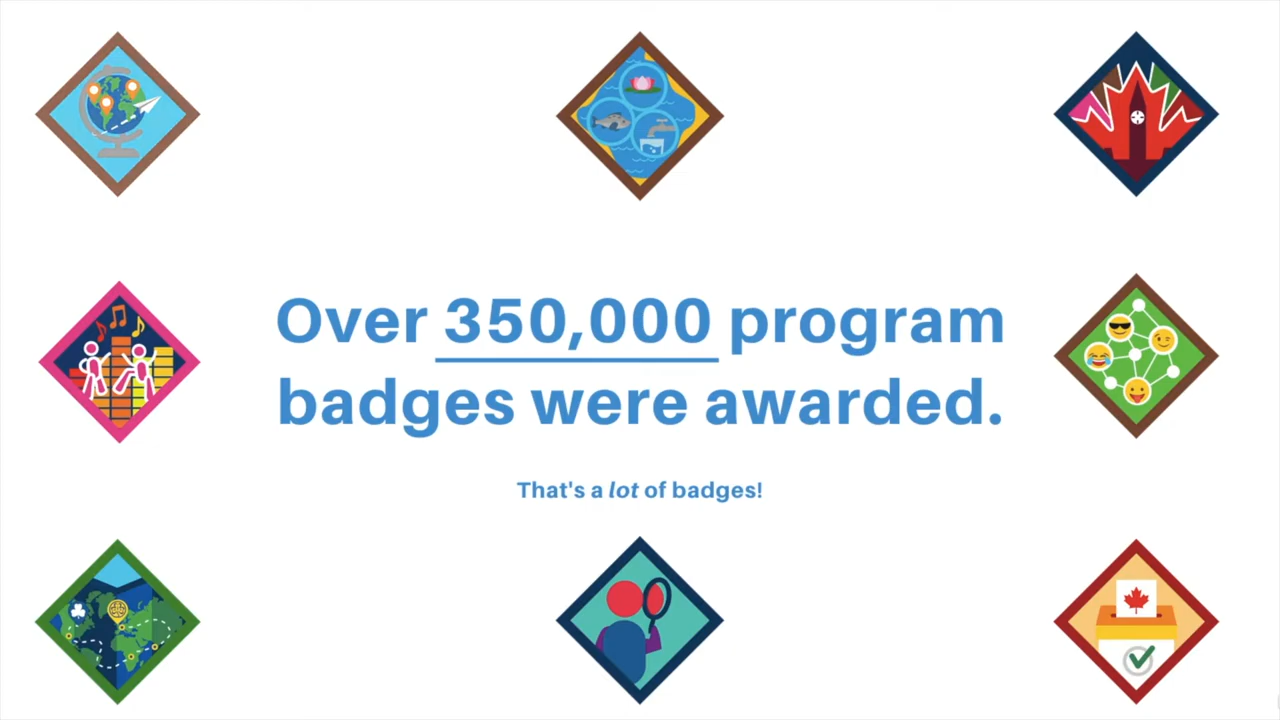 Over 350,000 program
badges were awarded.
That's a lot of badges!